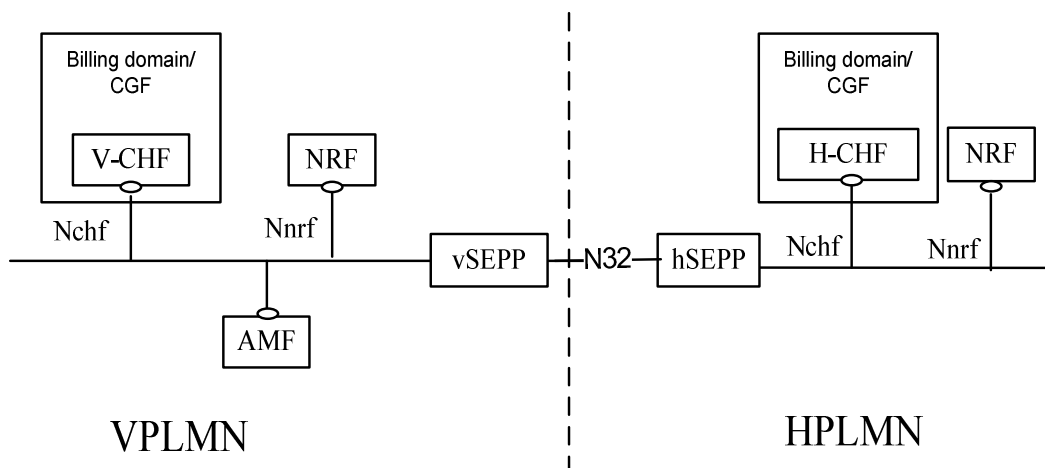 Billing domain/
CGF
V-CHF
NRF
Nchf
Nnrf
vSEPP
AMF
VPLMN
N32
Billing domain/
CGF
H-CHF
NRF
hSEPP
Nchf
Nnrf
HPLMN